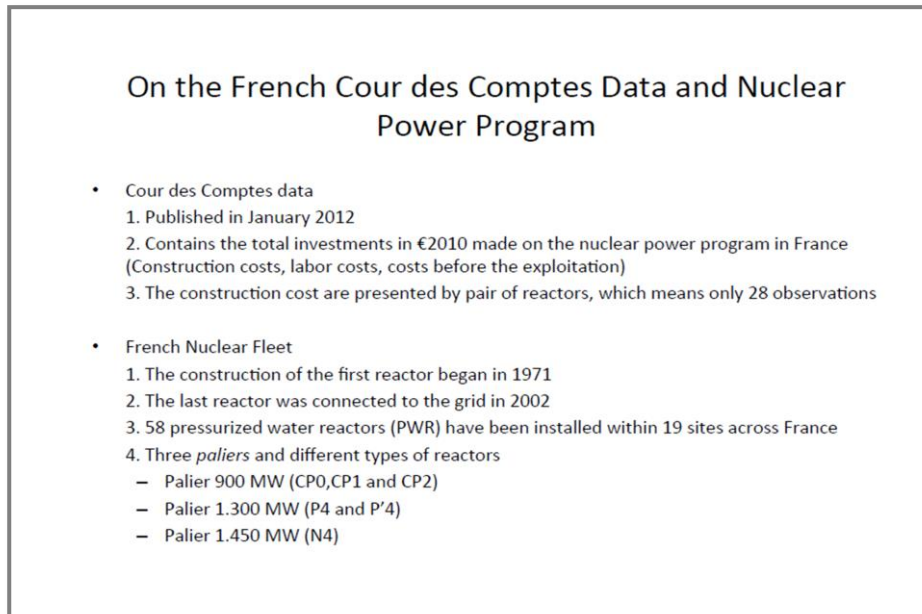 On the French Cour des Comptes Data and Nuclear
Power Program
• Cour des Comptes data
1. Published in January 2012
2. Contains the total investments in €2010 made on the nuclear power program in France
(Construction costs, labor costs, costs before the exploitation)
3. The construction cost are presented by pair of reactors, which means only 28 observations
• French Nuclear Fleet
1. The construction of the first reactor began in 1971
2. The last reactor was connected to the grid in 2002
3. 58 pressurized water reactors (PWR) have been installed within 19 sites across France
4. Three paliers and different types of reactors
– Palier 900 MW (CP0,CP1 and CP2)
– Palier 1.300 MW (P4 and P'4)
– Palier 1.450 MW (N4)